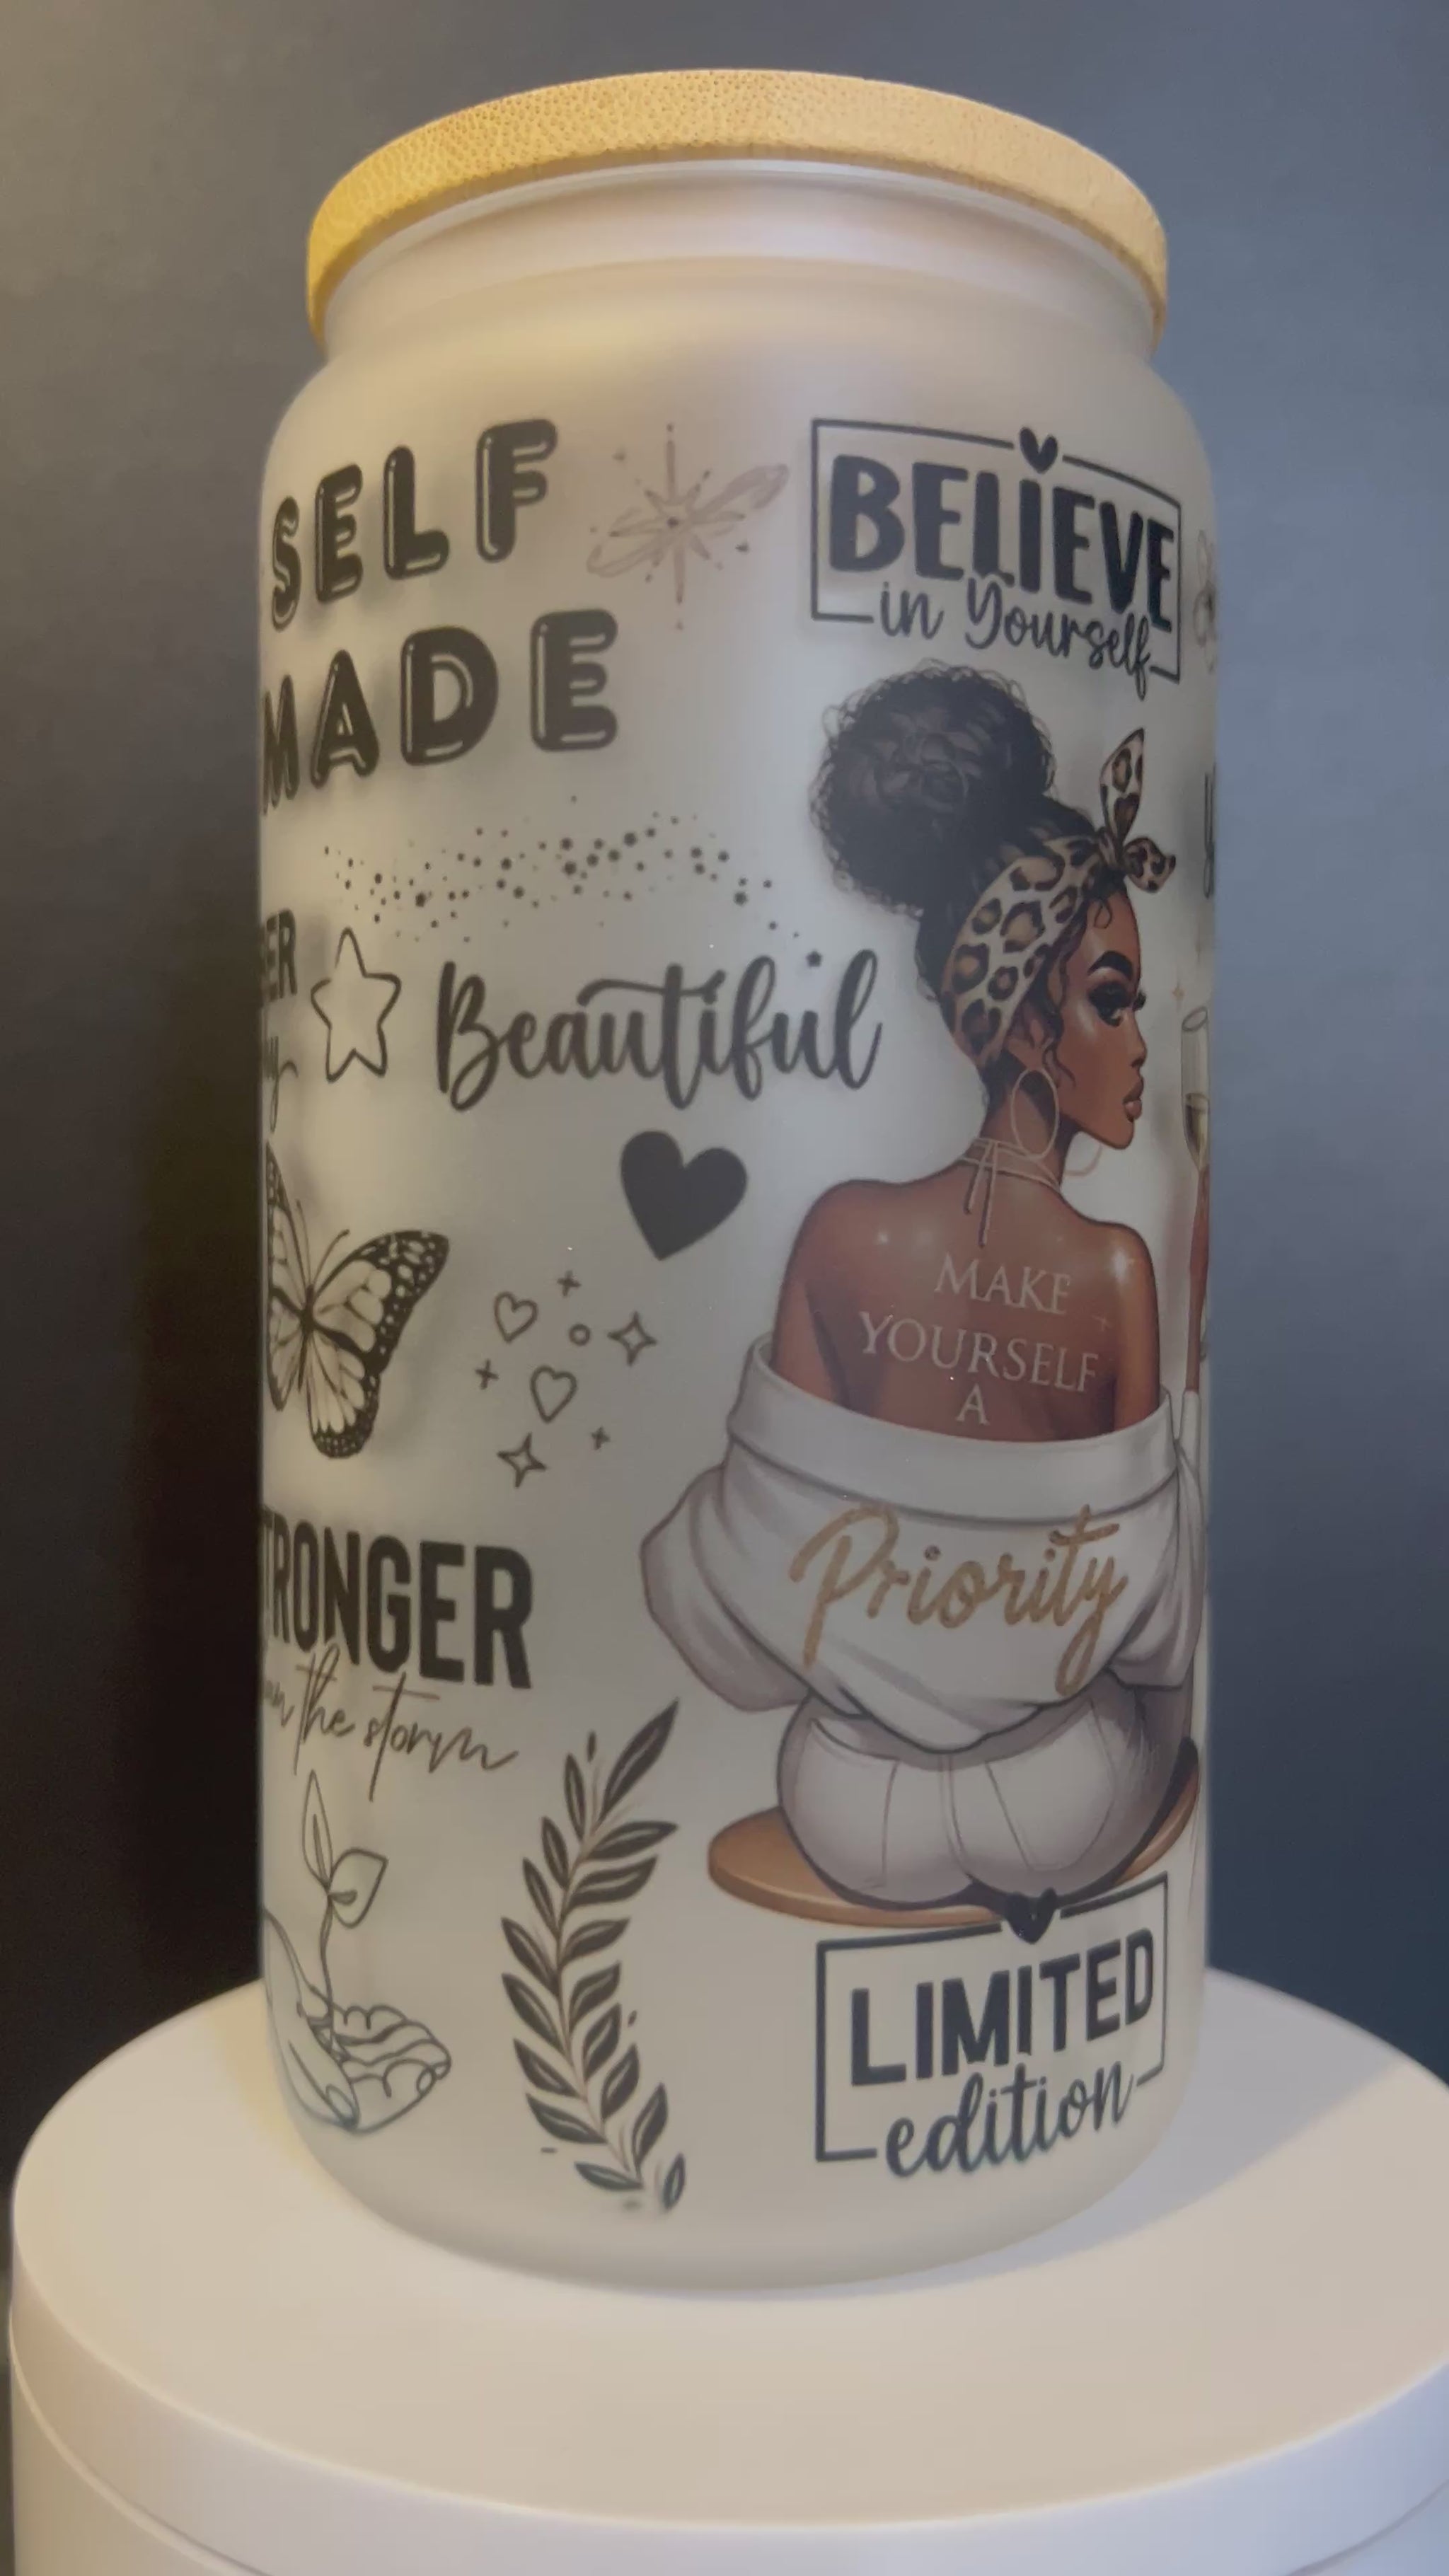 SELF
MADE
BELIEVE
in Yourself
Beautiful
MAKE
YOURSELF
A
Priority
TRONGER
the storm
LIMITED
edition